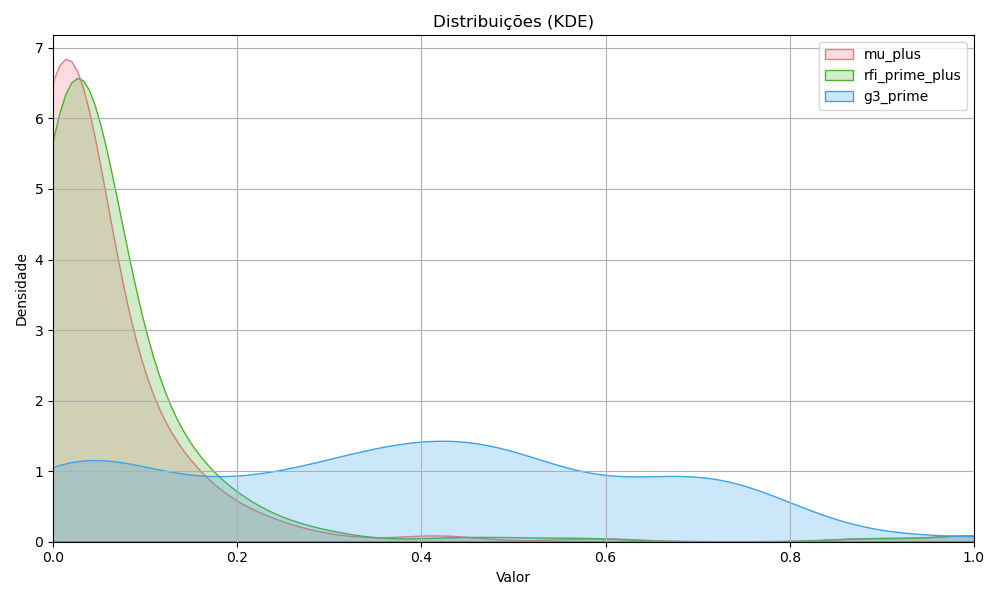 Distribuições (KDE)
mu_plus
rfi_prime_plus
g3_prime
7
6
5
4
3
2
1
0
Densidade
0.0 0.2 0.4 0.6 0.8 1.0
Valor